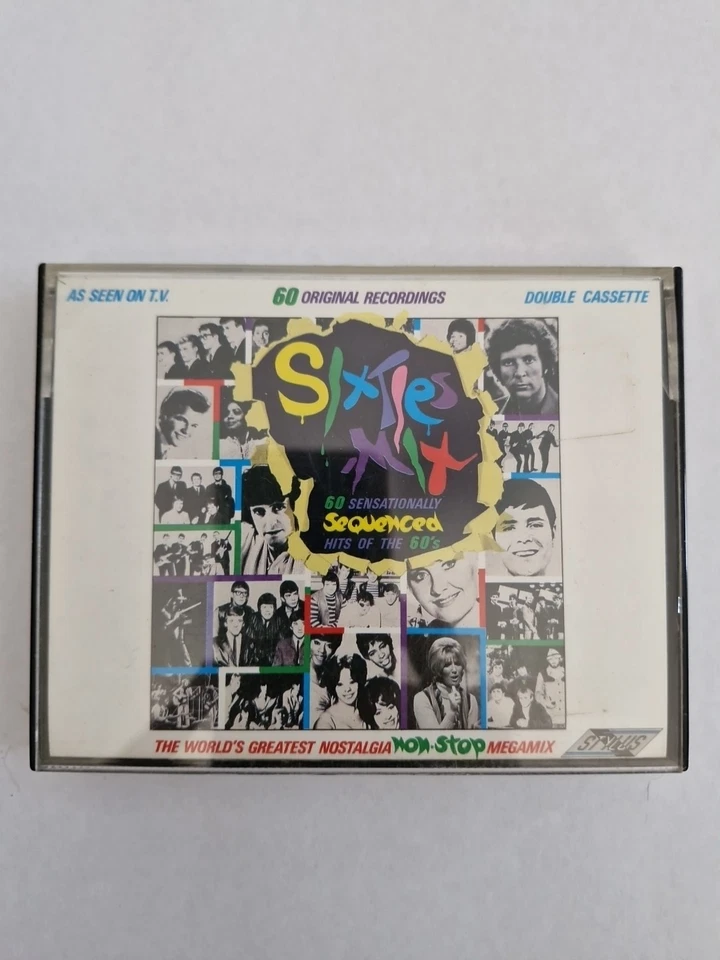 AS SEEN ON T.V. 60 ORIGINAL RECORDINGS DOUBLE CASSETTE
SIxTIes
MIX
60 SENSATIONALLY
SeQUeNCeD
HITS OF THE 60's
THE WORLD'S GREATEST NOSTALGIA NON-STOP MEGAMIX STYLUS